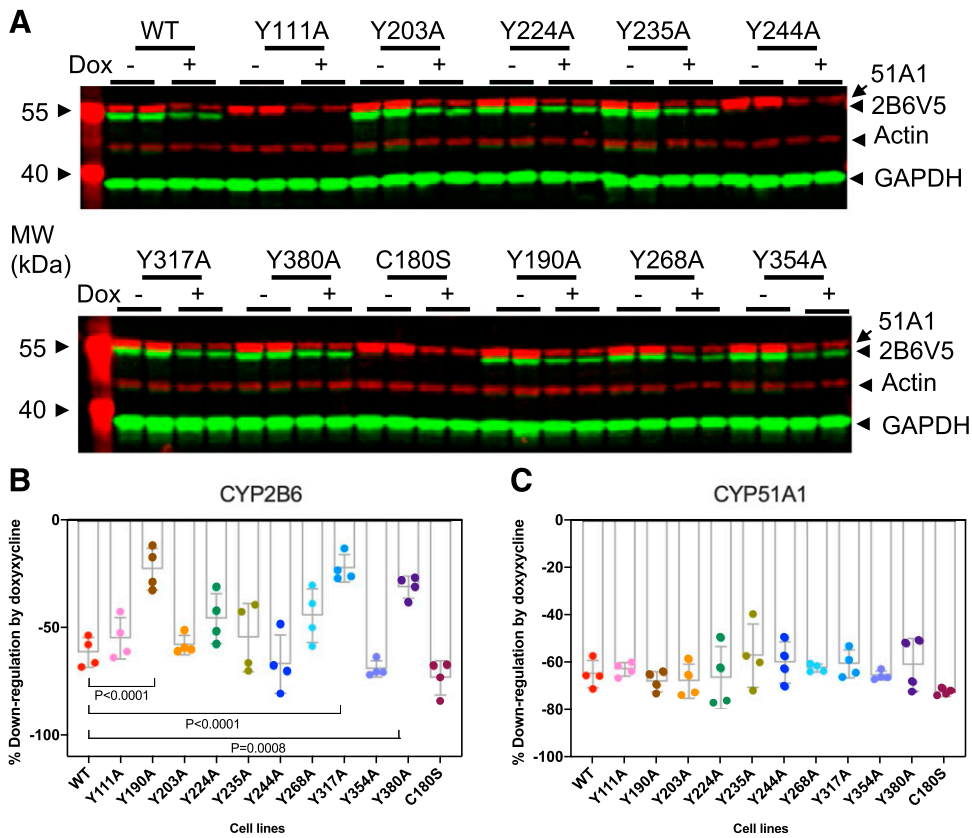 A
WT Y111A Y203A Y224A Y235A Y244A
Dox - + - + - + - + - + - +
51A1
55
2B6V5
Actin
40
GAPDH
MW
(kDa)
Y317A Y380A C180S Y190A Y268A Y354A
Dox - + - + - + - + - + - +
51A1
55
2B6V5
Actin
40
GAPDH
B
CYP2B6
% Down-regulation by doxyxycline
0
-50
-100
P<0.0001
P<0.0001
P=0.0008
WT Y111A Y190A Y203A Y224A Y235A Y244A Y268A Y317A Y354A Y380A C180S
Cell lines
C
CYP51A1
% Down-regulation by doxycycline
0
-20
-40
-60
-80
-100
WT Y111A Y190A Y203A Y224A Y235A Y244A Y268A Y317A Y354A Y380A C180S
Cell lines